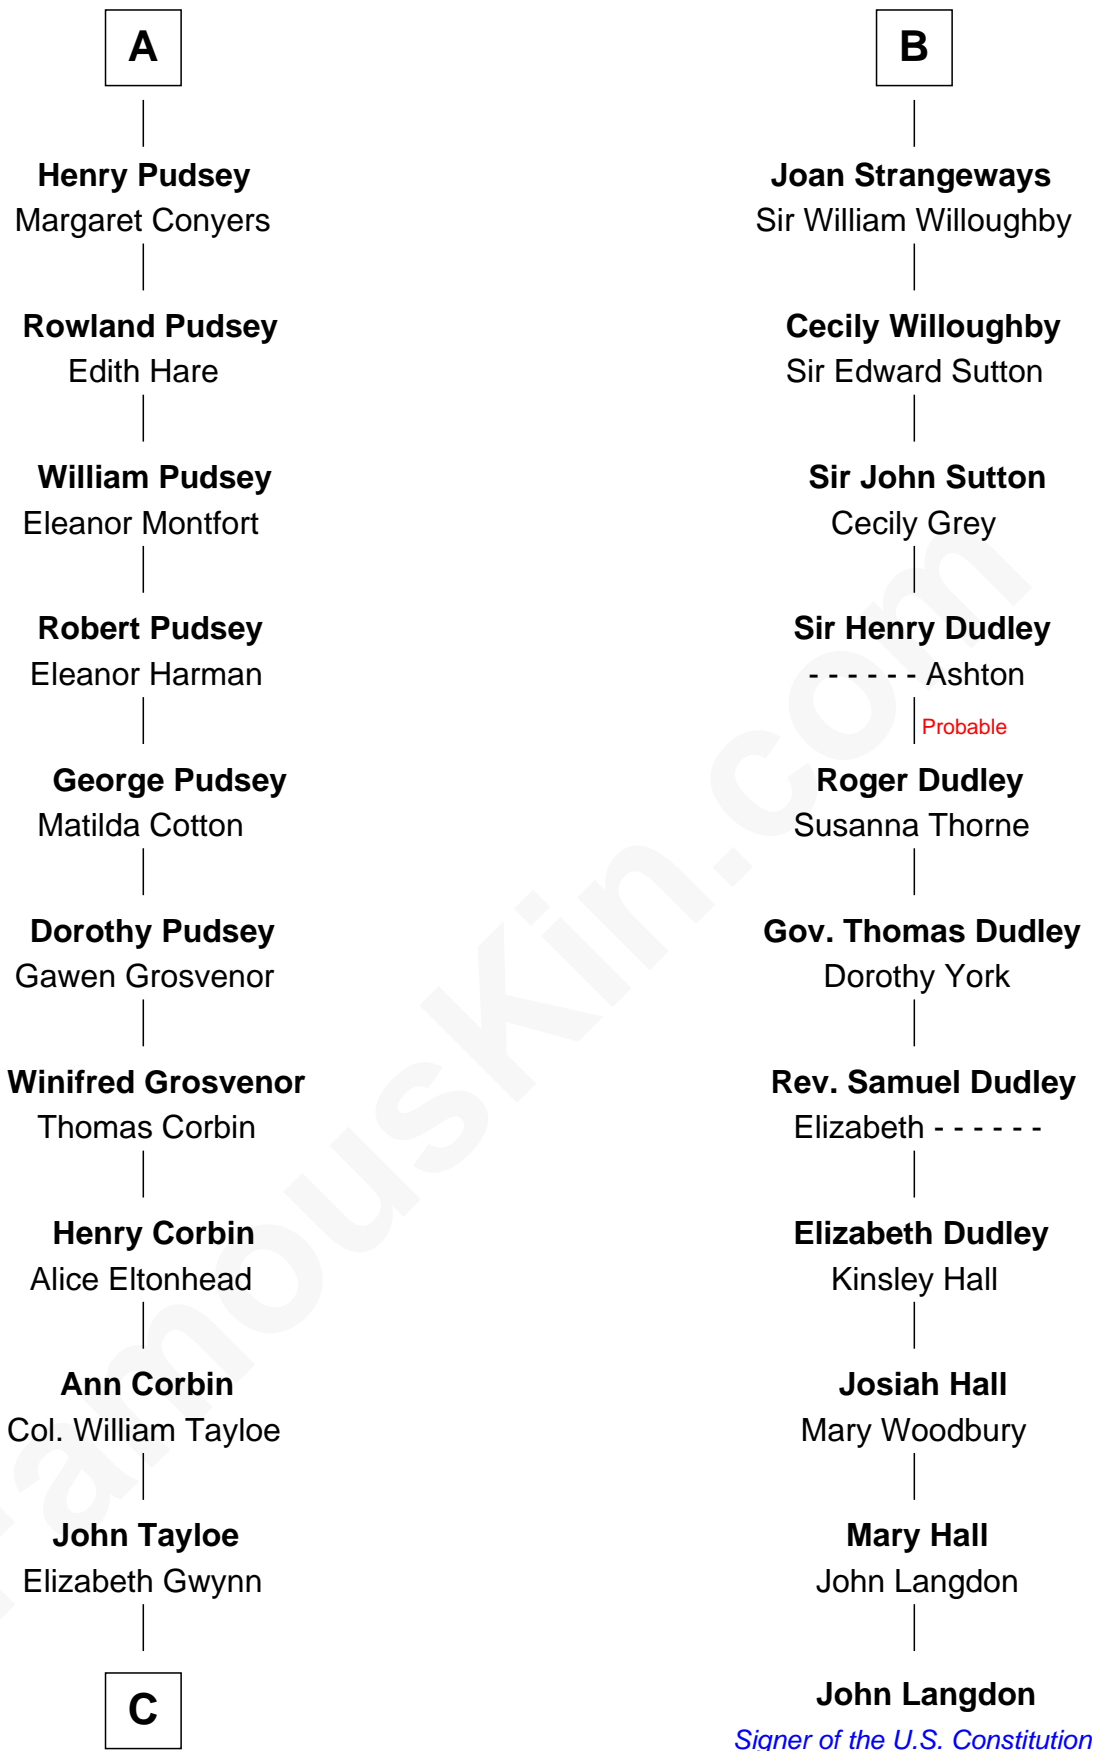 A
Henry Pudsey
Margaret Conyers
Rowland Pudsey
Edith Hare
William Pudsey
Eleanor Montfort
Robert Pudsey
Eleanor Harman
George Pudsey
Matilda Cotton
Dorothy Pudsey
Gawen Grosvenor
Winifred Grosvenor
Thomas Corbin
Henry Corbin
Alice Eltonhead
Ann Corbin
Col. William Tayloe
John Tayloe
Elizabeth Gwynn
C
B
Joan Strangeways
Sir William Willoughby
Cecily Willoughby
Sir Edward Sutton
Sir John Sutton
Cecily Grey
Sir Henry Dudley
- - - - - - Ashton
Probable
Roger Dudley
Susanna Thorne
Gov. Thomas Dudley
Dorothy York
Rev. Samuel Dudley
Elizabeth - - - - - -
Elizabeth Dudley
Kinsley Hall
Josiah Hall
Mary Woodbury
Mary Hall
John Langdon
John Langdon
Signer of the U.S. Constitution
FamousKin.com